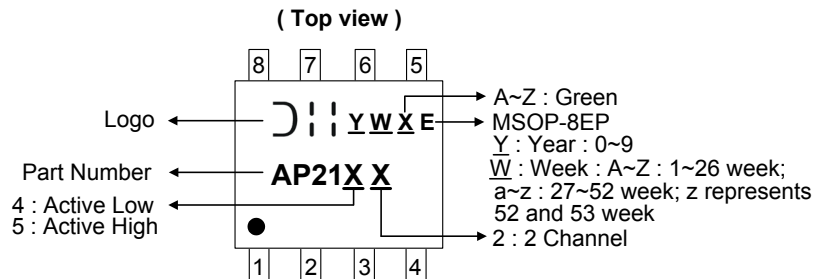 ( Top view )
8 7 6 5
Logo
Y W X E
A~Z : Green
MSOP-8EP
Y : Year : 0~9
W : Week : A~Z : 1~26 week;
a~z : 27~52 week; z represents
52 and 53 week
Part Number
AP21X X
4 : Active Low
5 : Active High
2 : 2 Channel
1 2 3 4